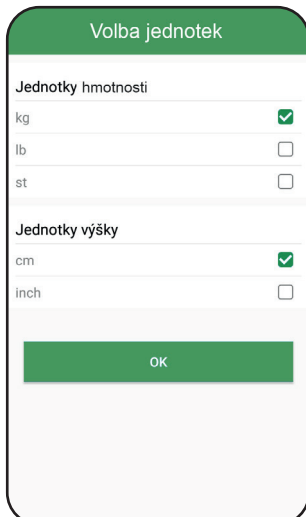 Volba jednotek
Jednotky hmotnosti
kg
lb
st
Jednotky výšky
cm
inch
OK